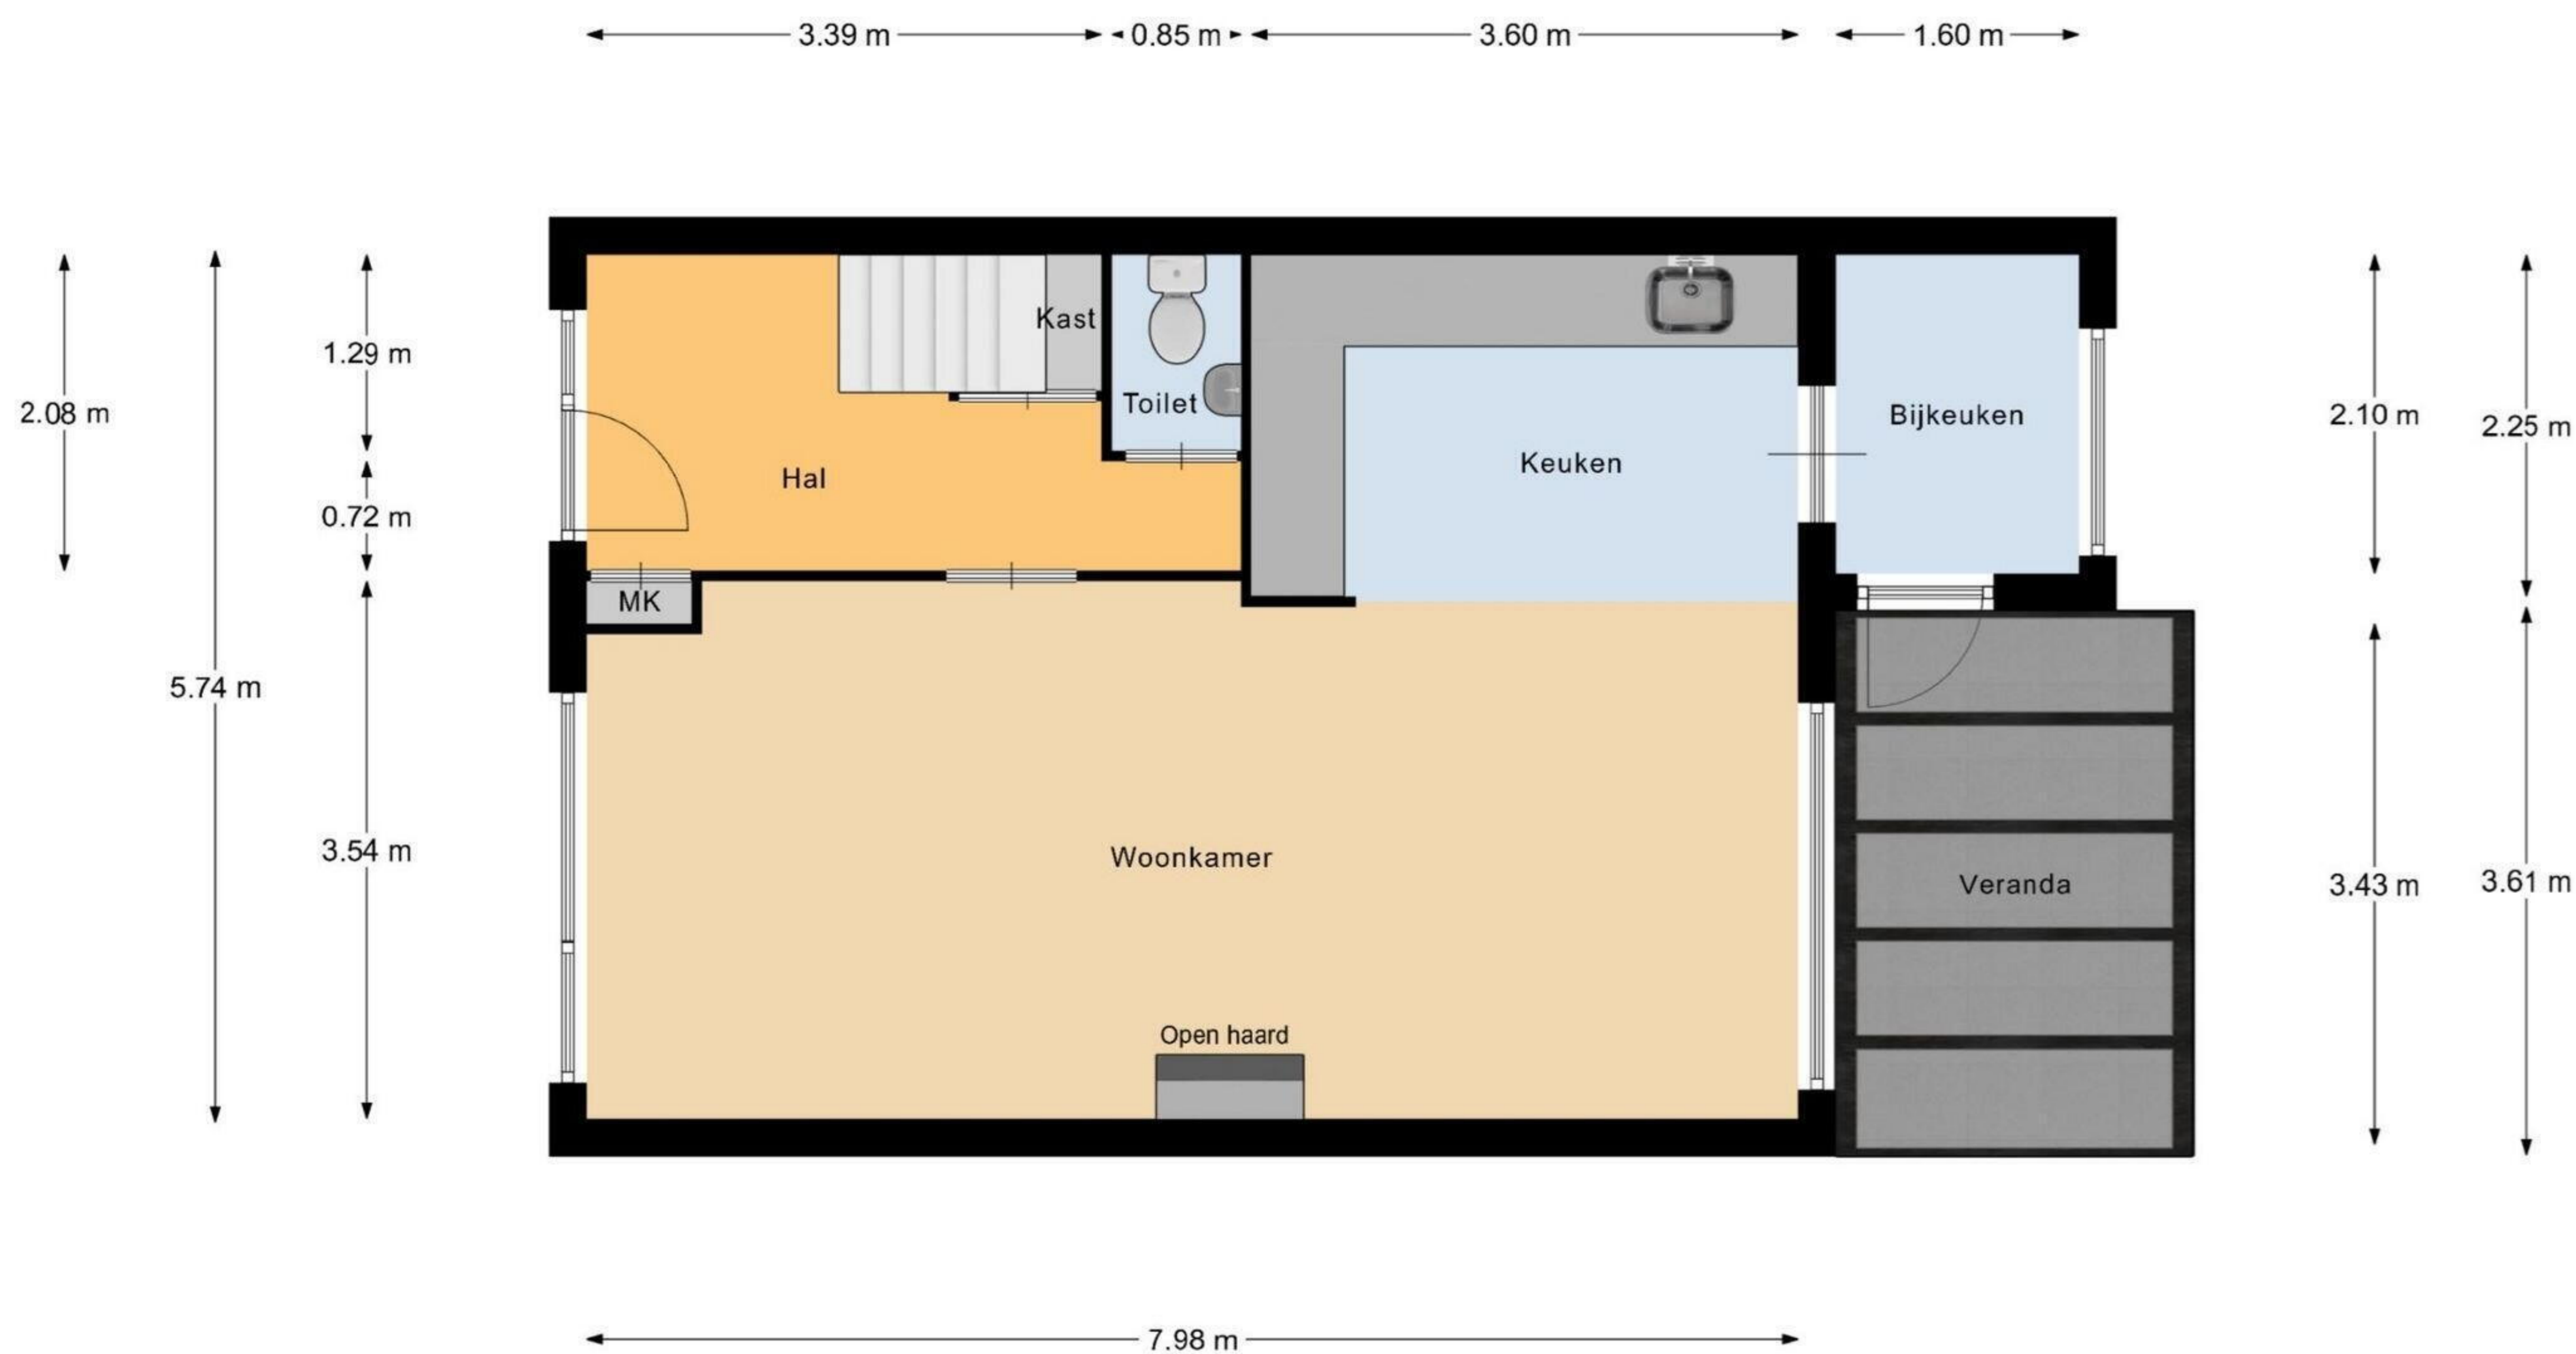 3.39 m 0.85 m 3.60 m 1.60 m
Kast
1.29 m
2.08 m
Toilet
Bijkeuken
2.10 m
2.25 m
Keuken
Hal
0.72 m
MK
5.74 m
3.54 m
Woonkamer
Veranda
3.43 m
3.61 m
Open haard
7.98 m